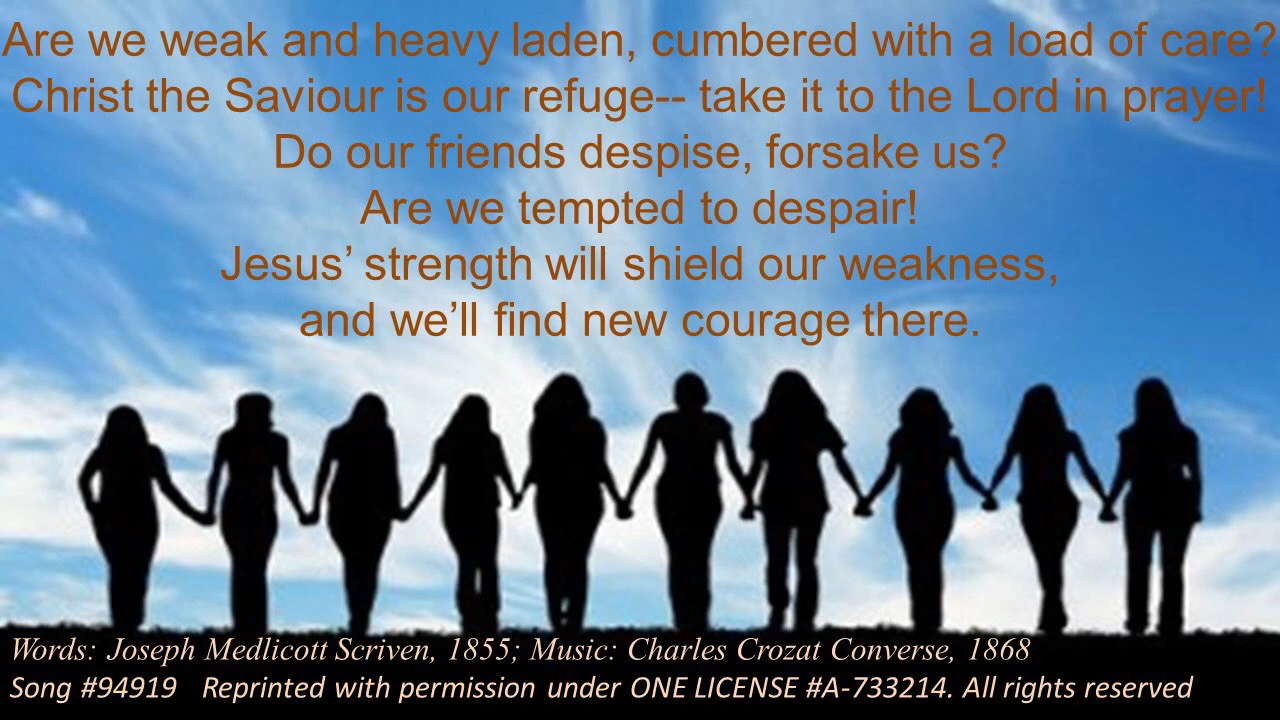 Are we weak and heavy laden, cumbered with a load of care?
Christ the Saviour is our refuge-- take it to the Lord in prayer!
Do our friends despise, forsake us?
Are we tempted to despair!
Jesus’ strength will shield our weakness,
and we’ll find new courage there.
Words: Joseph Medlicott Scriven, 1855; Music: Charles Crozat Converse, 1868
Song #94919 Reprinted with permission under ONE LICENSE #A-733214. All rights reserved